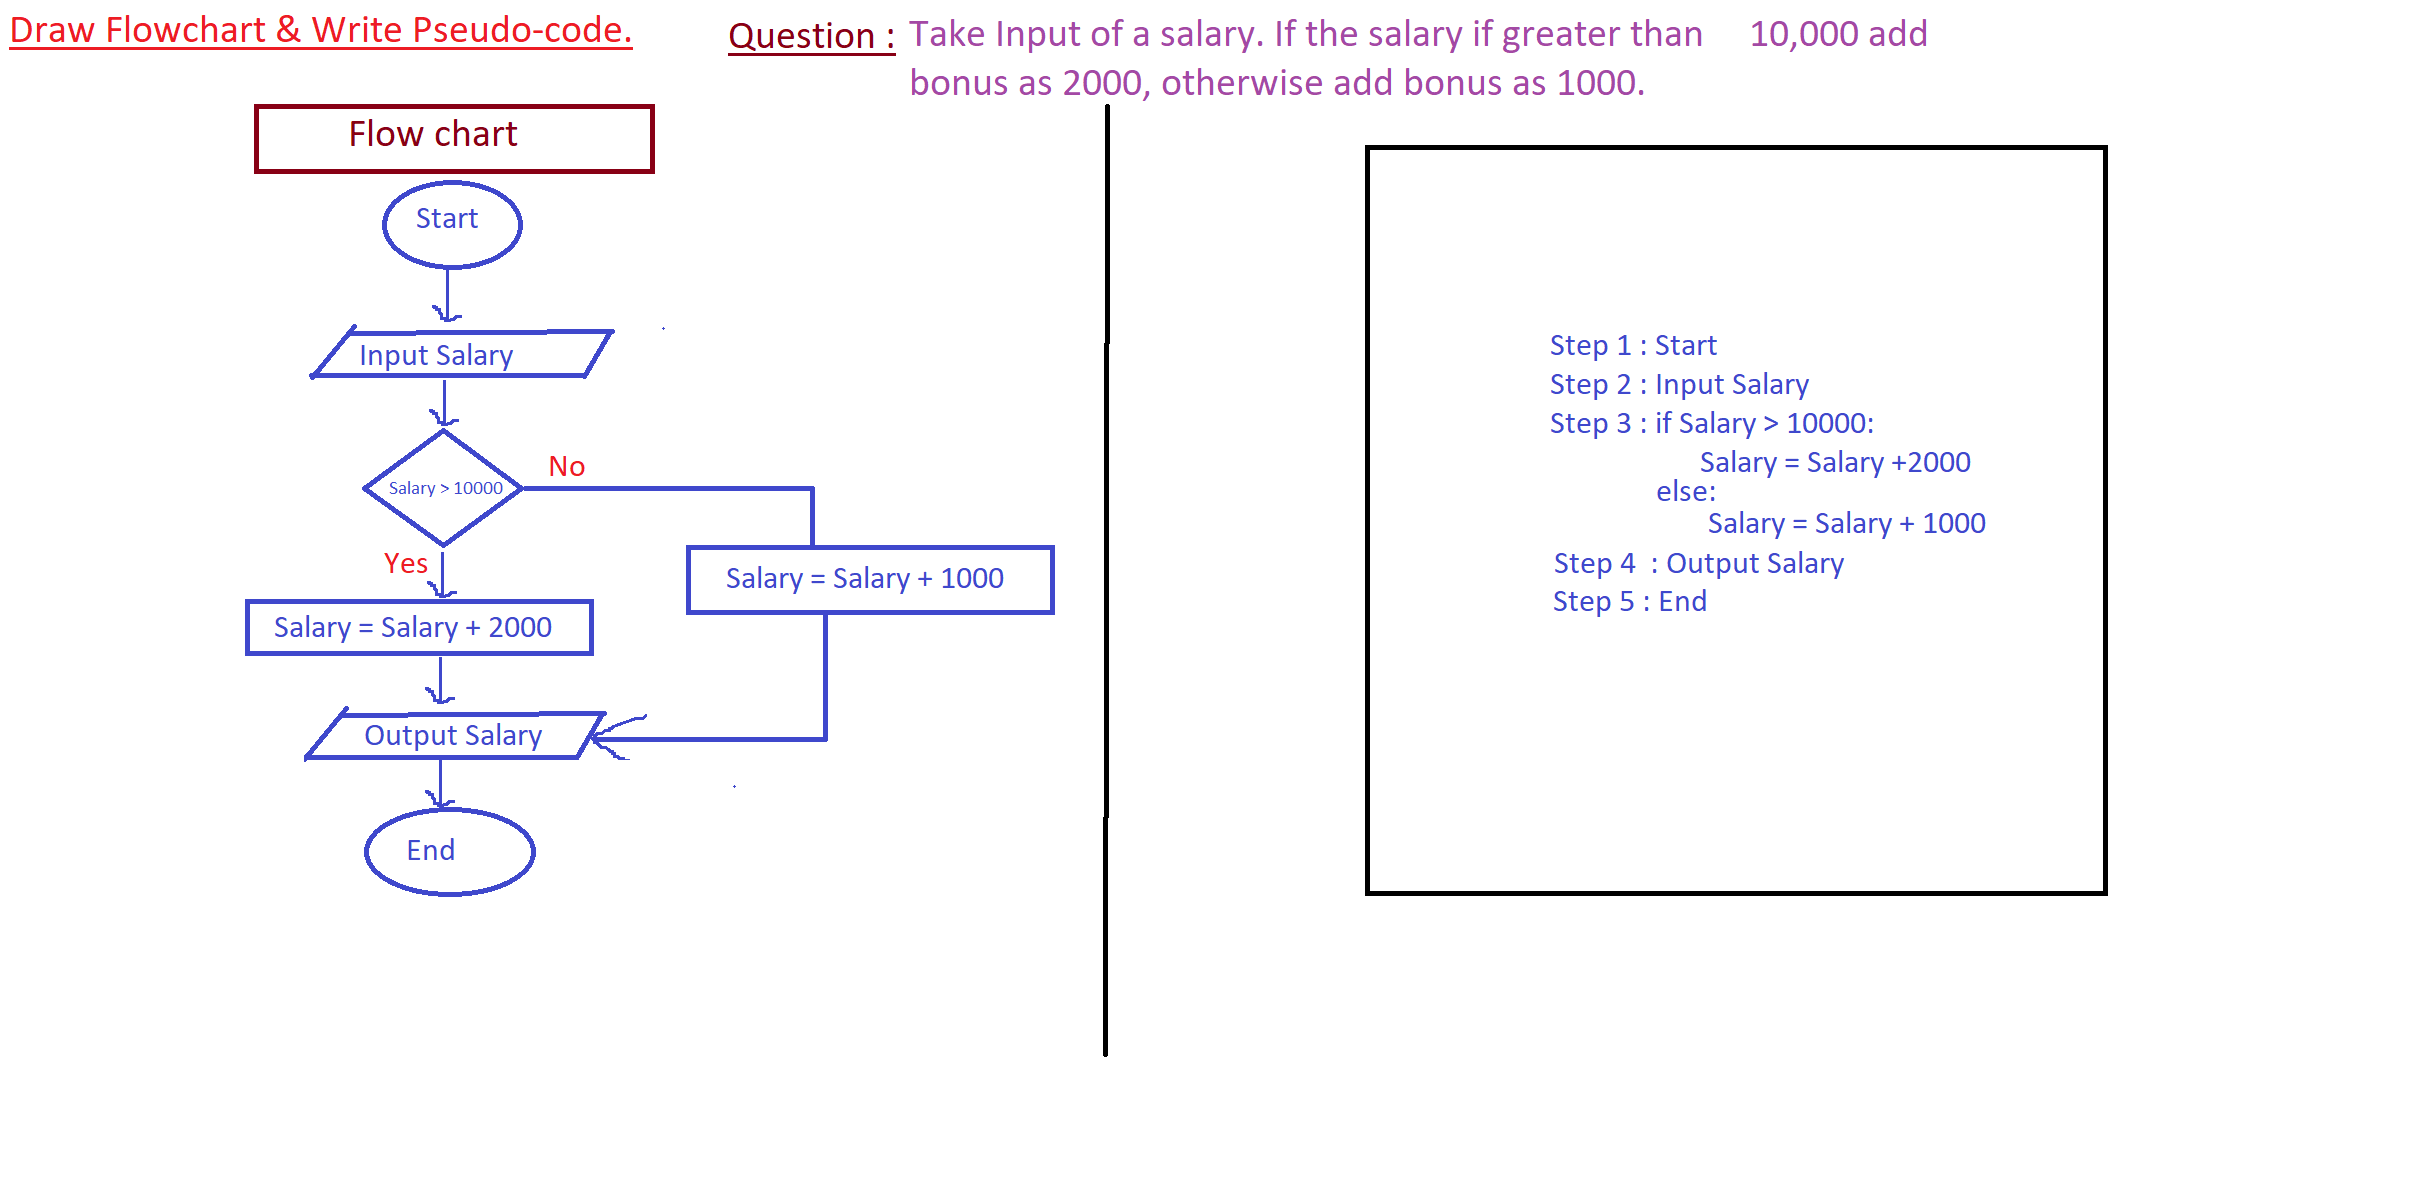 Draw Flowchart & Write Pseudo-code.
Question : Take Input of a salary. If the salary if greater than 10,000 add
bonus as 2000, otherwise add bonus as 1000.
Flow chart
Start
Input Salary
Salary > 10000
No
Yes
Salary = Salary + 1000
Salary = Salary + 2000
Output Salary
End
Step 1 : Start
Step 2 : Input Salary
Step 3 : if Salary > 10000:
Salary = Salary +2000
else:
Salary = Salary + 1000
Step 4 : Output Salary
Step 5 : End